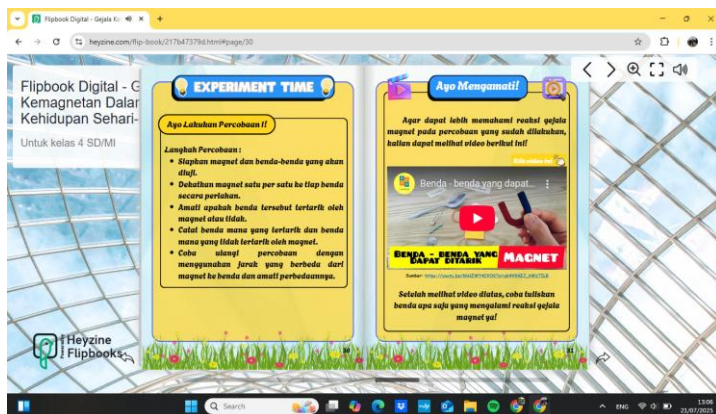 Flipbook Digital - Gejala Ke
heyzine.com/flip-book/217b47379d.html#page/30
Flipbook Digital - G
Kemagnetan Dalar
Kehidupan Sehari-
Untuk kelas 4 SD/MI
EXPERIMENT TIME
Ayo Lakukan Percobaan 1!
Langkah Percobaan :
• Siapkan magnet dan benda-benda yang akan
diuji.
• Dekatkan magnet satu per satu ke tiap benda
secara perlahan.
• Amati apakah benda tersebut tertarik oleh
magnet atau tidak.
• Catat benda mana yang tertarik dan benda
mana yang tidak tertarik oleh magnet.
• Coba ulangi percobaan dengan
menggunakan jarak yang berbeda dari
magnet ke benda dan amati perbedaannya.
30
Ayo Mengamati!
Agar dapat lebih memahami reaksi gejala
magnet pada percobaan yang sudah dilakukan,
kalian dapat melihat video berikut ini!
Klik video ini
Benda - benda yang dapat...
BENDA - BENDA YANG
DAPAT DITARIK
MAGNET
Sumber:
Setelah melihat video diatas, coba tuliskan
benda apa saja yang mengalami reaksi gejala
magnet ya!
31
Heyzine
Flipbooks
Search
ENG
13:06
21/07/2025